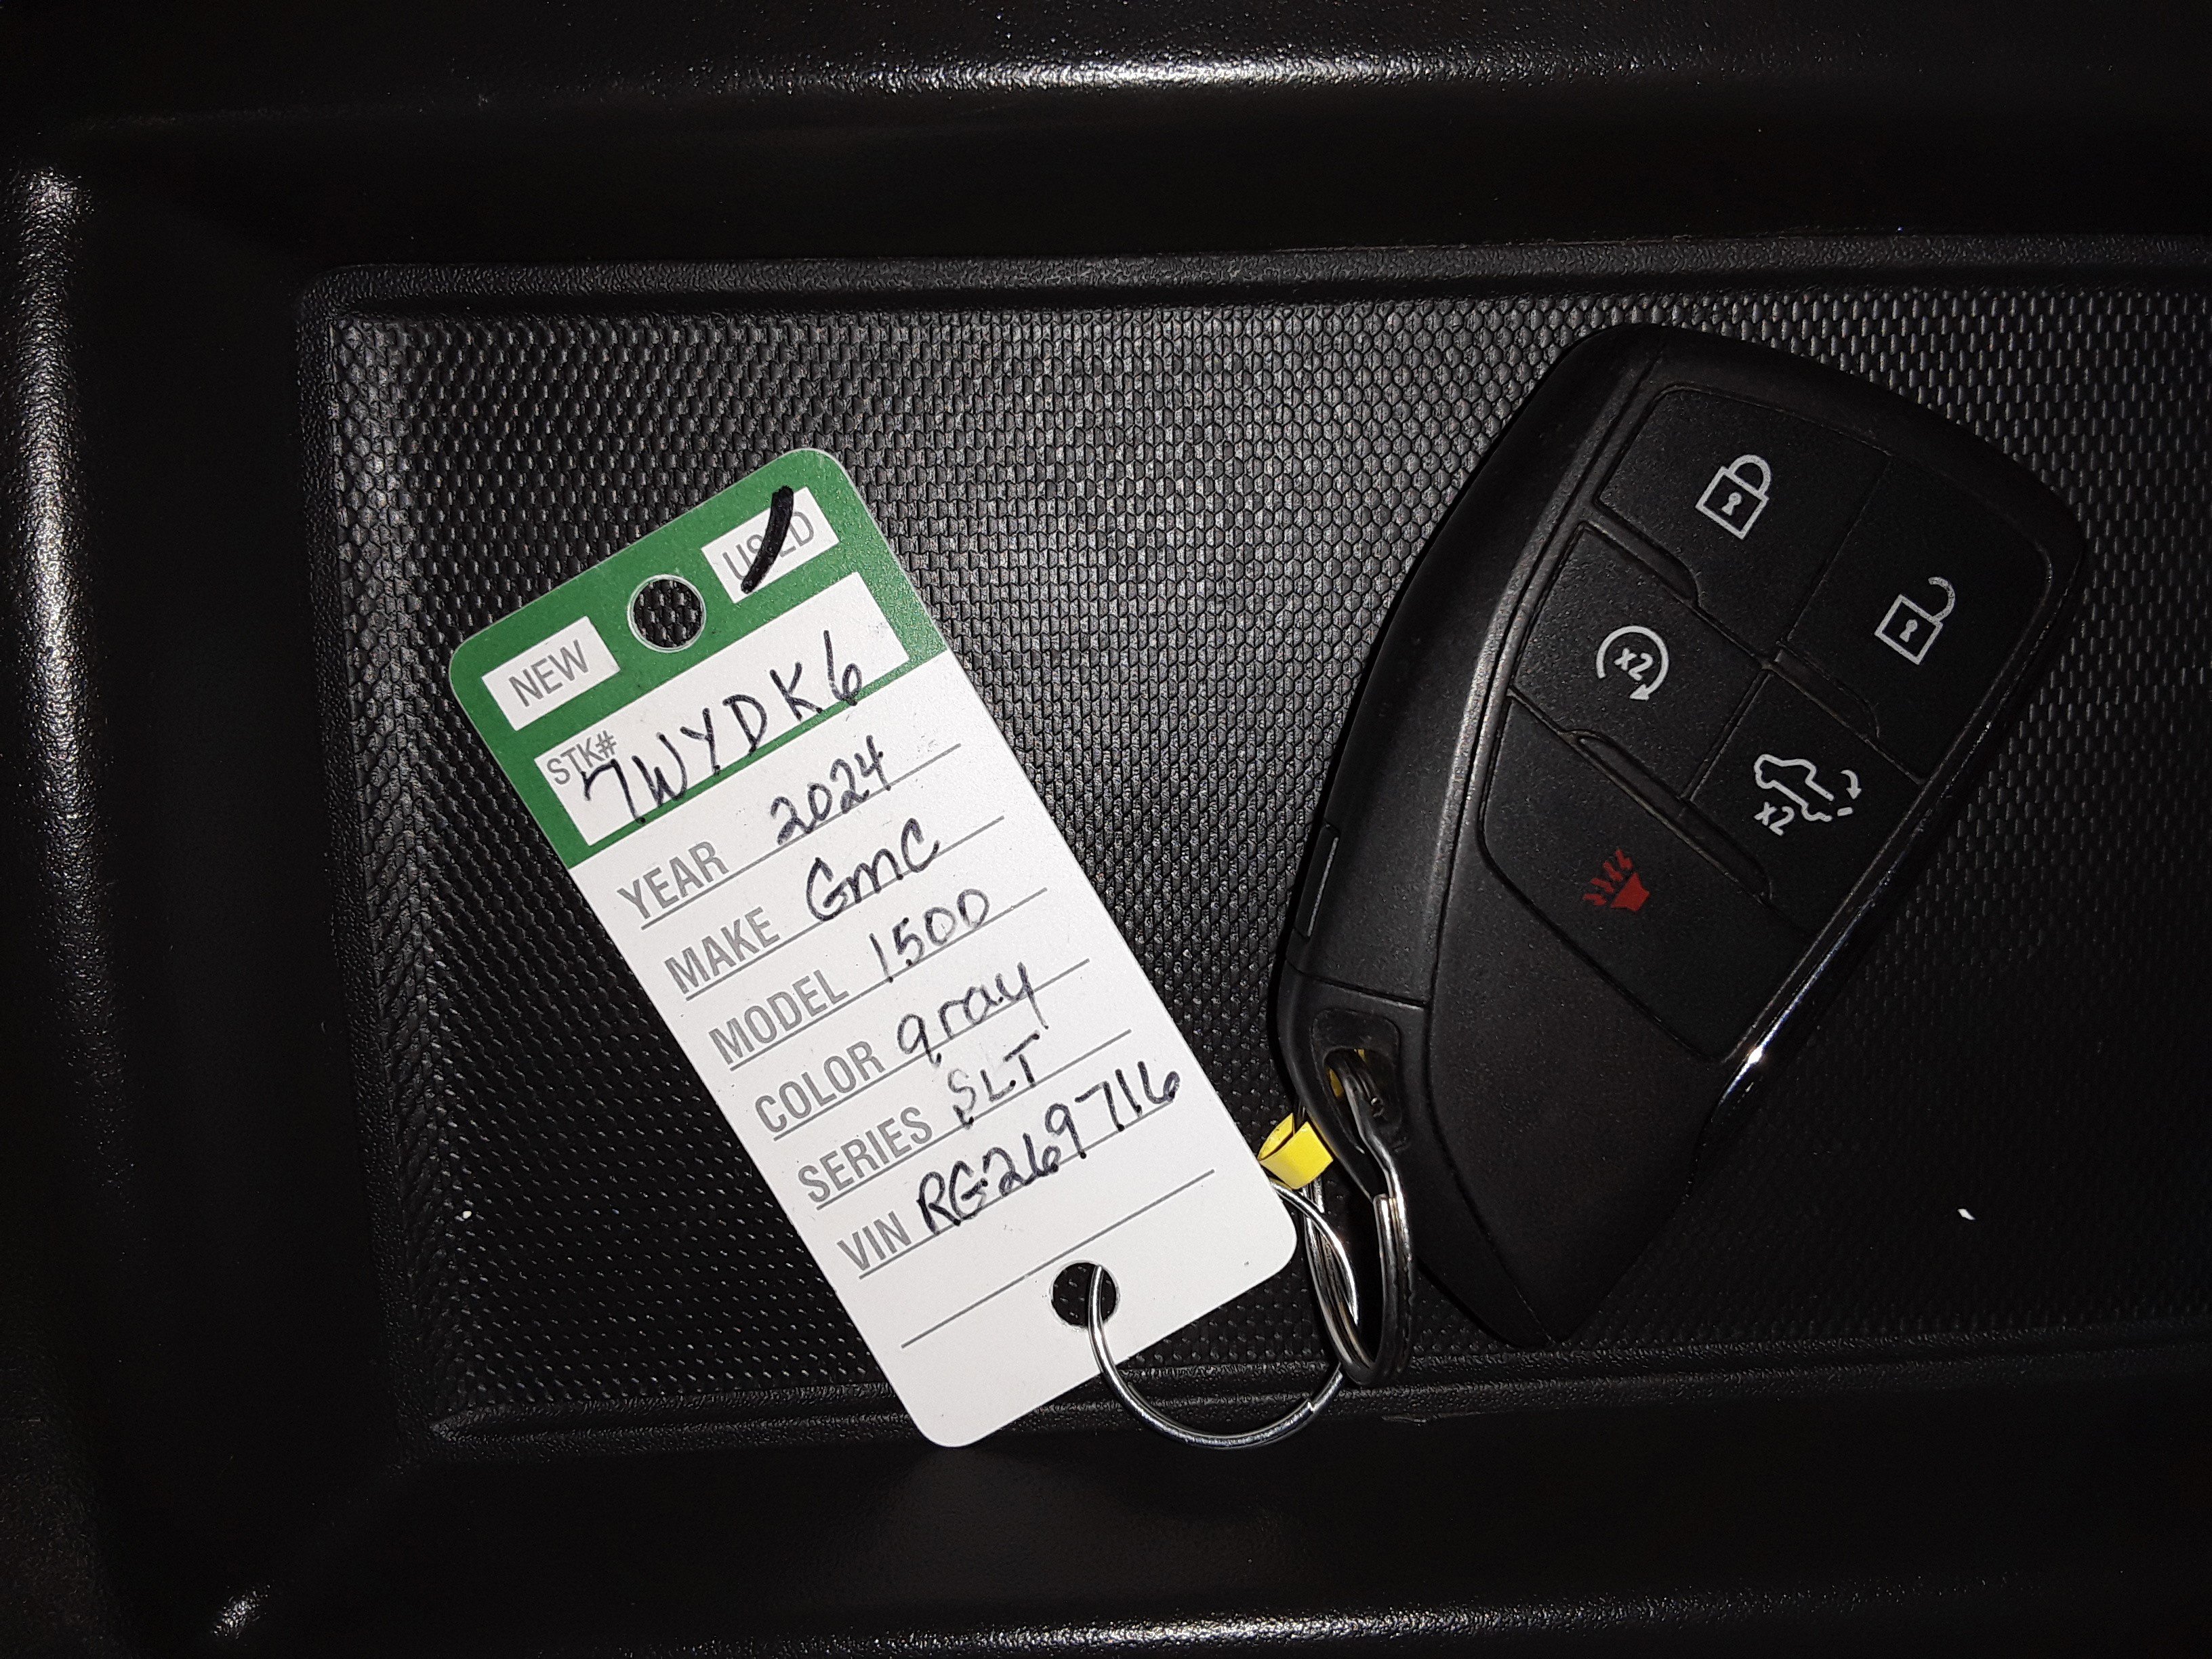 NEW USED
STK# 7WYDK6
YEAR 2024
MAKE GMC
MODEL 1500
COLOR gray
SERIES SLT
VIN RG269716
x2
x2